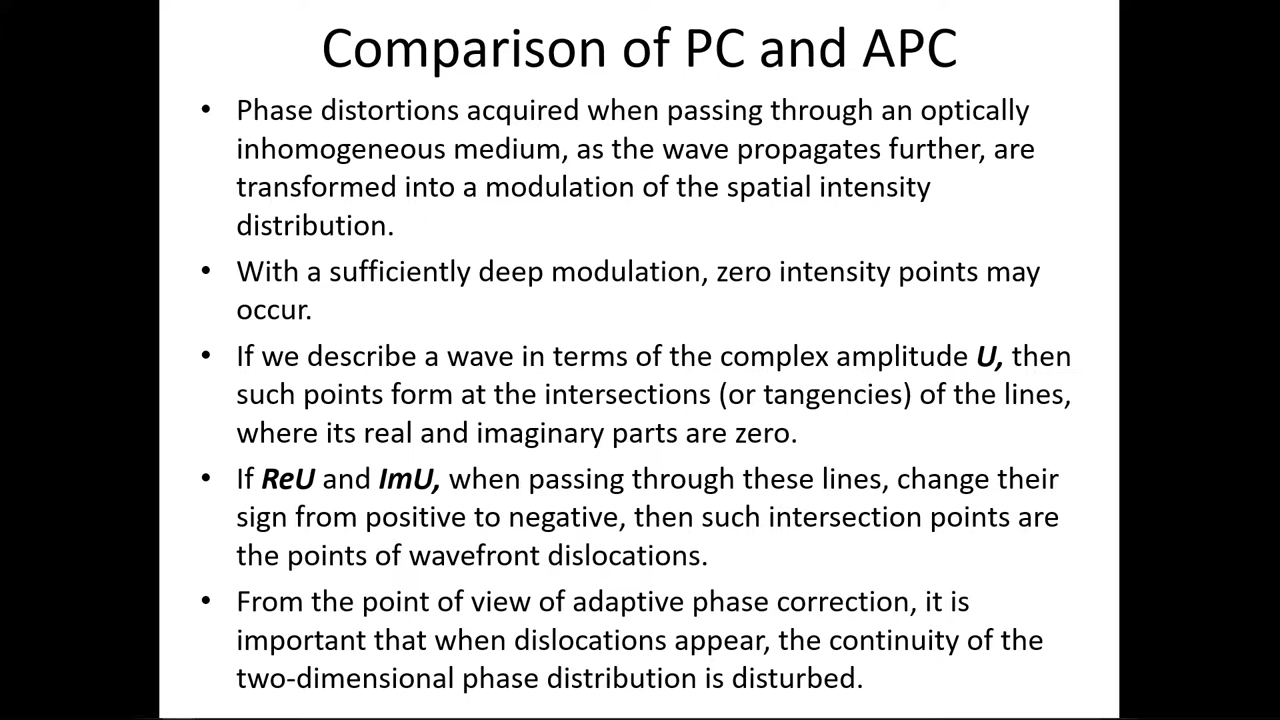 Comparison of PC and APC
• Phase distortions acquired when passing through an optically
inhomogeneous medium, as the wave propagates further, are
transformed into a modulation of the spatial intensity
distribution.
• With a sufficiently deep modulation, zero intensity points may
occur.
• If we describe a wave in terms of the complex amplitude U, then
such points form at the intersections (or tangencies) of the lines,
where its real and imaginary parts are zero.
• If ReU and ImU, when passing through these lines, change their
sign from positive to negative, then such intersection points are
the points of wavefront dislocations.
• From the point of view of adaptive phase correction, it is
important that when dislocations appear, the continuity of the
two-dimensional phase distribution is disturbed.